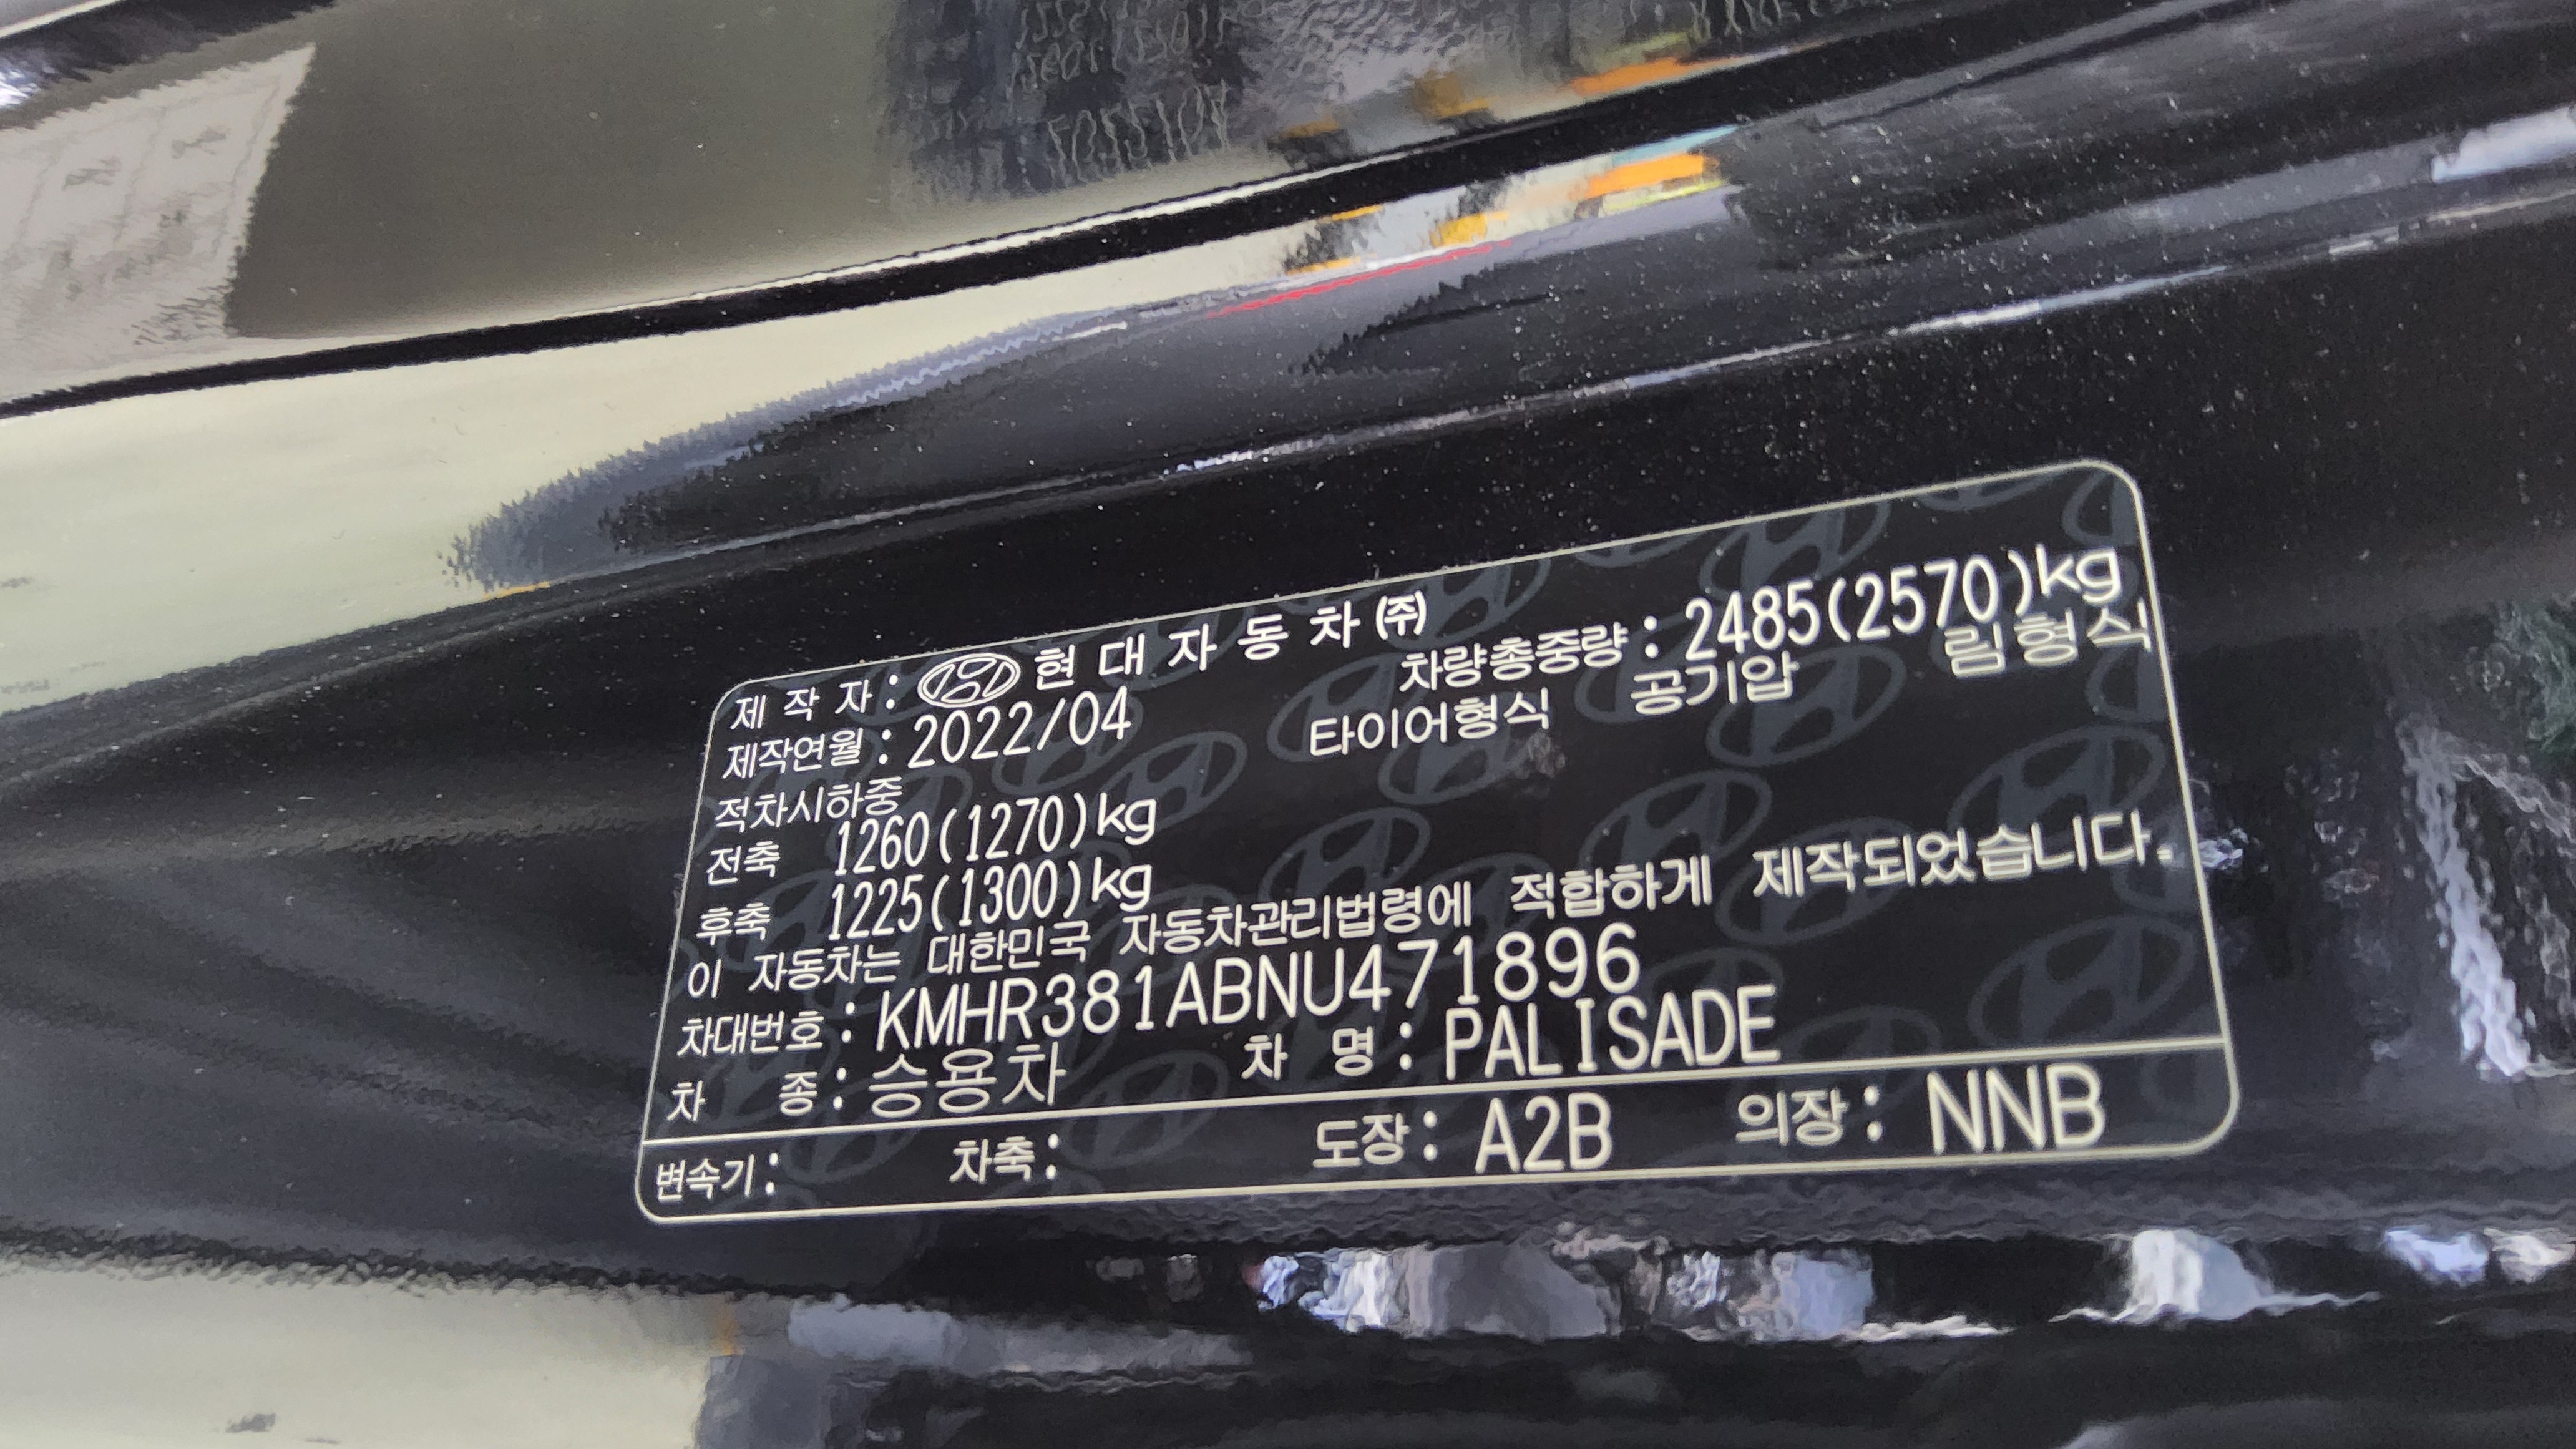 제 작 자 : 현 대 자 동 차 ㈜
제작연월 : 2022/04 차량총중량 : 2485(2570)kg
적차시하중 타이어형식 공기압 림형식
전축 1260(1270)kg
후축 1225(1300)kg
이 자동차는 대한민국 자동차관리법령에 적합하게 제작되었습니다.
차대번호 : KMHR381ABNU471896
차 종 : 승용차 차 명 : PALISADE
변속기 : 차축 : 도장 : A2B 의장 : NNB